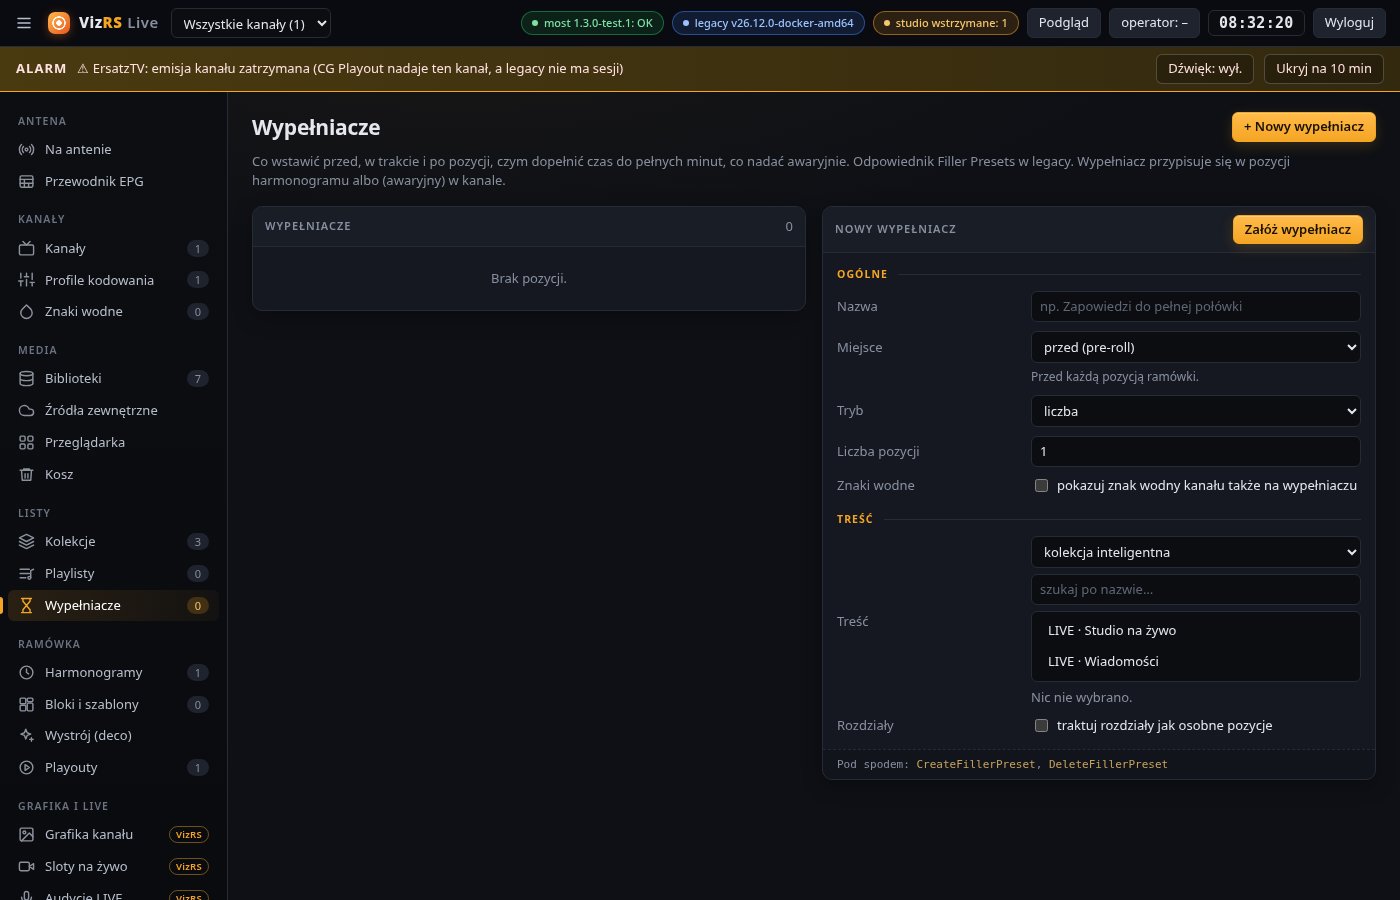 VizRS Live
Wszystkie kanały (1)
most 1.3.0-test.1: OK
legacy v26.12.0-docker-amd64
studio wstrzymane: 1
Podgląd
operator: –
08:32:20
Wyloguj
ALARM ⚠ ErsatzTV: emisja kanału zatrzymana (CG Playout nadaje ten kanał, a legacy nie ma sesji)
Dźwięk: wył.
Ukryj na 10 min
ANTENA
Na antenie
Przewodnik EPG
KANAŁY
Kanały 1
Profile kodowania 1
Znaki wodne 0
MEDIA
Biblioteki 7
Źródła zewnętrzne
Przeglądarka
Kosz
LISTY
Kolekcje 3
Playlisty 0
Wypełniacze 0
RAMÓWKA
Harmonogramy 1
Bloki i szablony 0
Wystrój (deco)
Playouty 1
GRAFIKA I LIVE
Grafika kanału VizRS
Sloty na żywo VizRS
Audycje LIVE VizRS
Wypełniacze
+ Nowy wypełniacz
Co wstawić przed, w trakcie i po pozycji, czym dopełnić czas do pełnych minut, co nadać awaryjnie. Odpowiednik Filler Presets w legacy. Wypełniacz przypisuje się w pozycji
harmonogramu albo (awaryjny) w kanale.
WYPEŁNIACZE 0
Brak pozycji.
NOWY WYPEŁNIACZ
Załóż wypełniacz
OGÓLNE
Nazwa
np. Zapowiedzi do pełnej połówki
Miejsce
przed (pre-roll)
Przed każdą pozycją ramówki.
Tryb
liczba
Liczba pozycji
1
Znaki wodne
pokazuj znak wodny kanału także na wypełniaczu
TREŚĆ
kolekcja inteligentna
szukaj po nazwie...
Treść
LIVE · Studio na żywo
LIVE · Wiadomości
Nic nie wybrano.
Rozdziały
traktuj rozdziały jak osobne pozycje
Pod spodem: CreateFillerPreset, DeleteFillerPreset